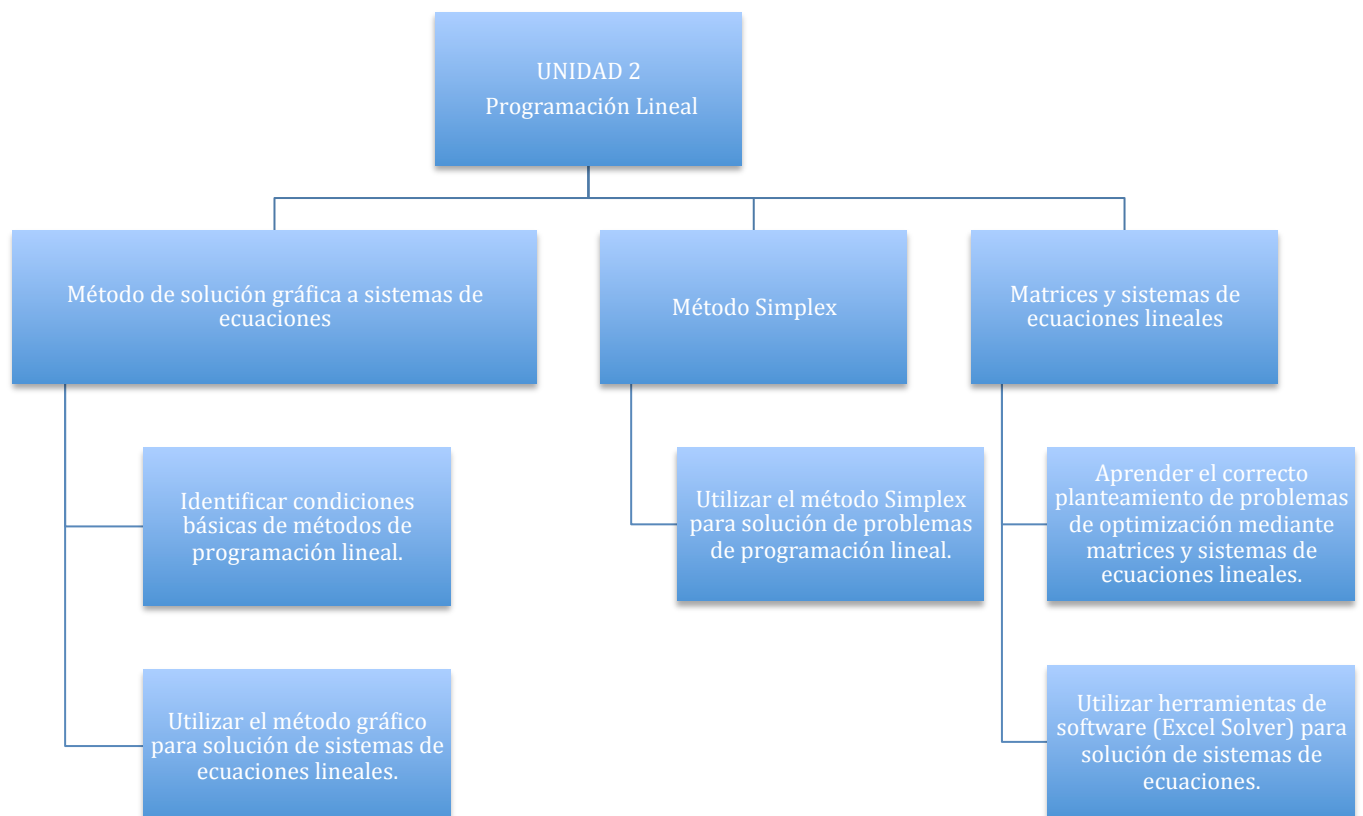 UNIDAD 2
Programación Lineal
Método de solución gráfica a sistemas de
ecuaciones
Método Simplex
Matrices y sistemas de
ecuaciones lineales
Identificar condiciones
básicas de métodos de
programación lineal.
Utilizar el método gráfico
para solución de sistemas de
ecuaciones lineales.
Utilizar el método Simplex
para solución de problemas
de programación lineal.
Aprender el correcto
planteamiento de problemas
de optimización mediante
matrices y sistemas de
ecuaciones lineales.
Utilizar herramientas de
software (Excel Solver) para
solución de sistemas de
ecuaciones.